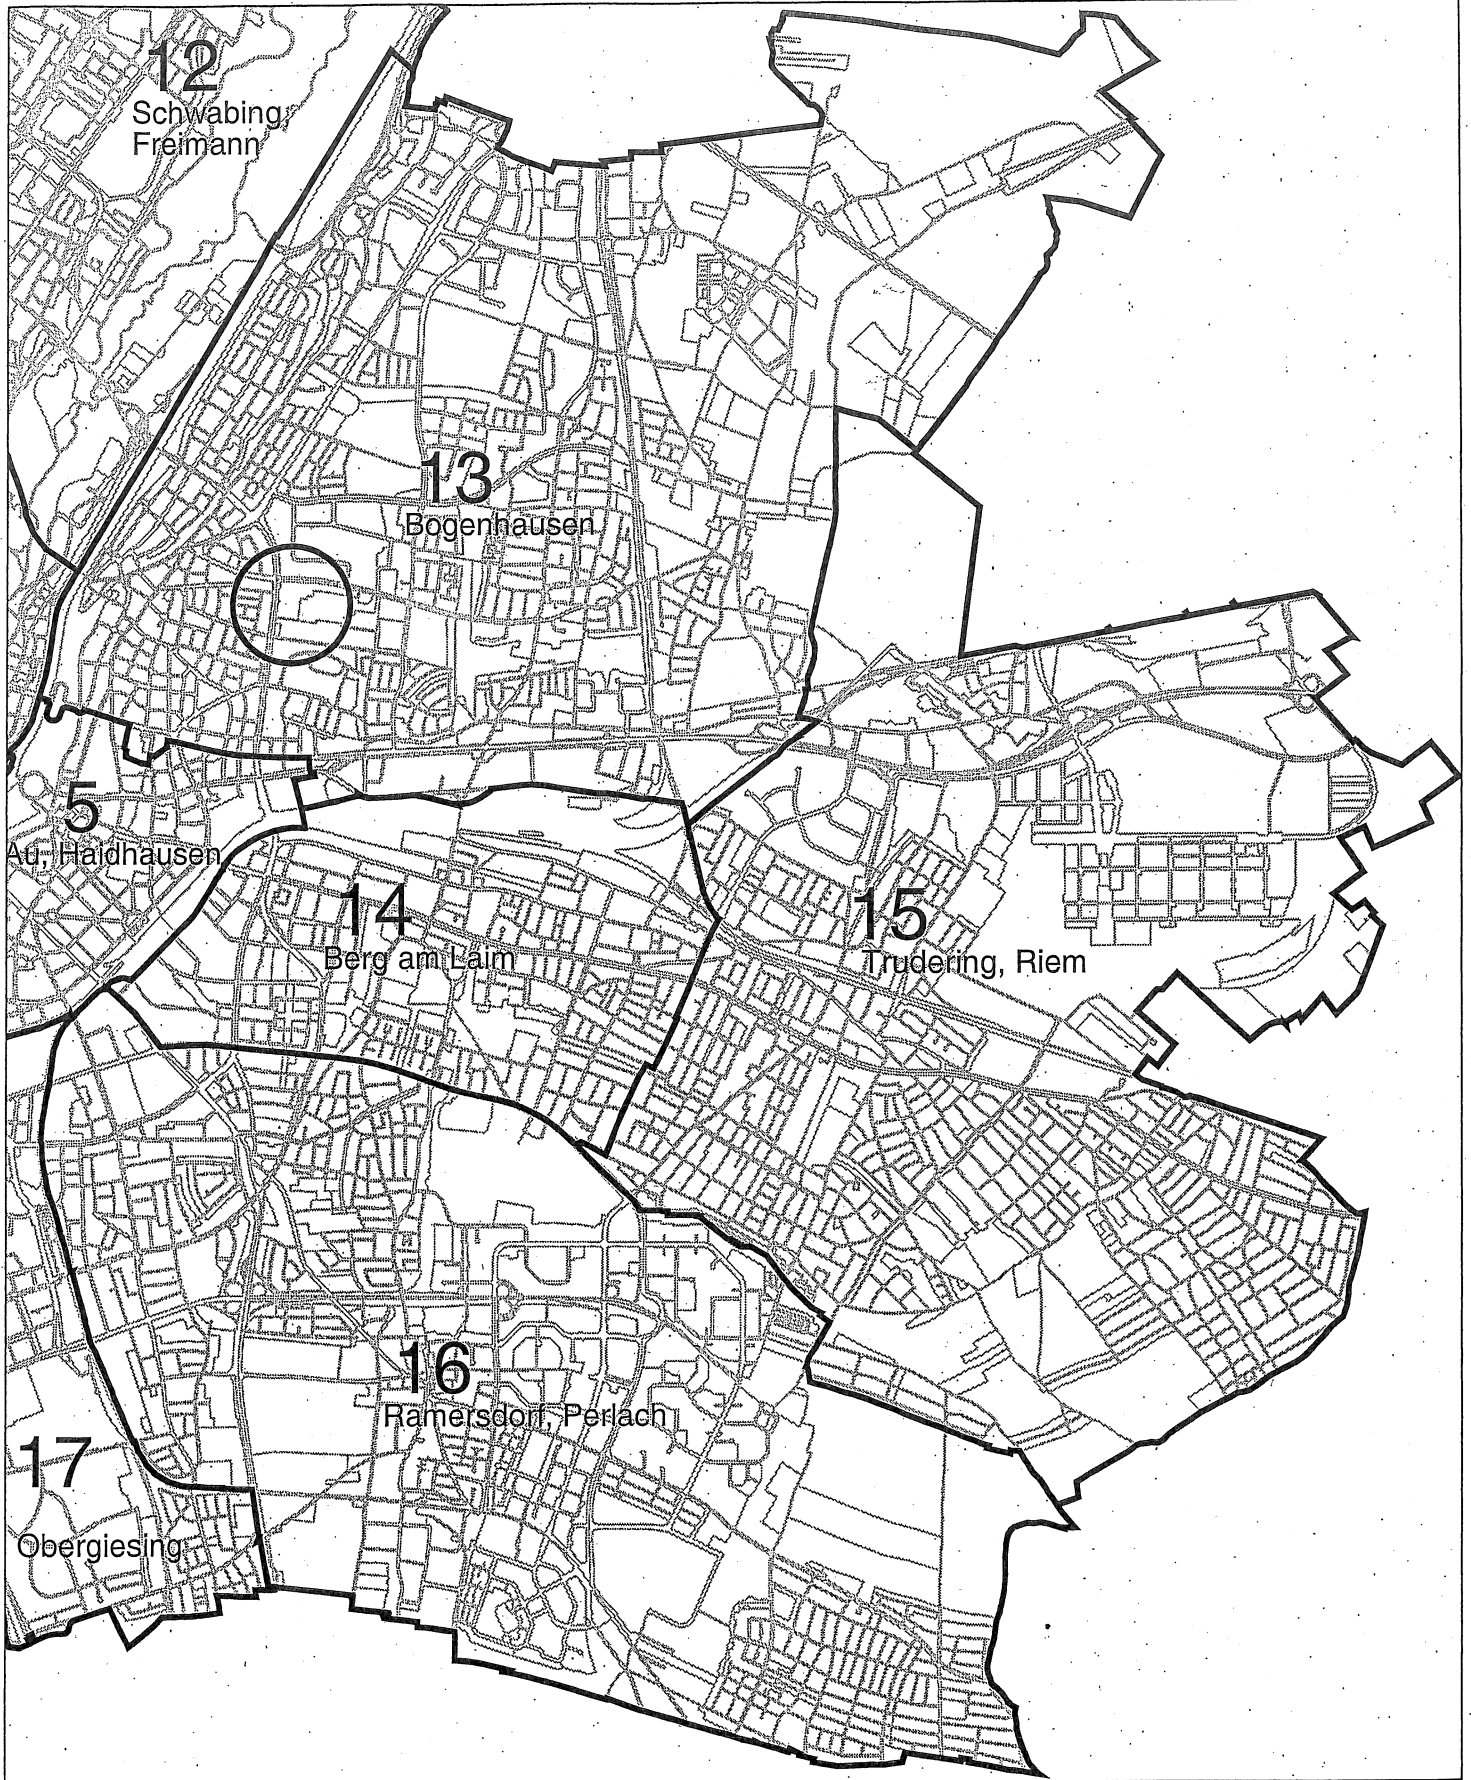 12
Schwabing,
Freimann
13
Bogenhausen
5
Au, Haidhausen
14
Berg am Laim
15
Trudering, Riem
16
Ramersdorf, Perlach
17
Obergiesing